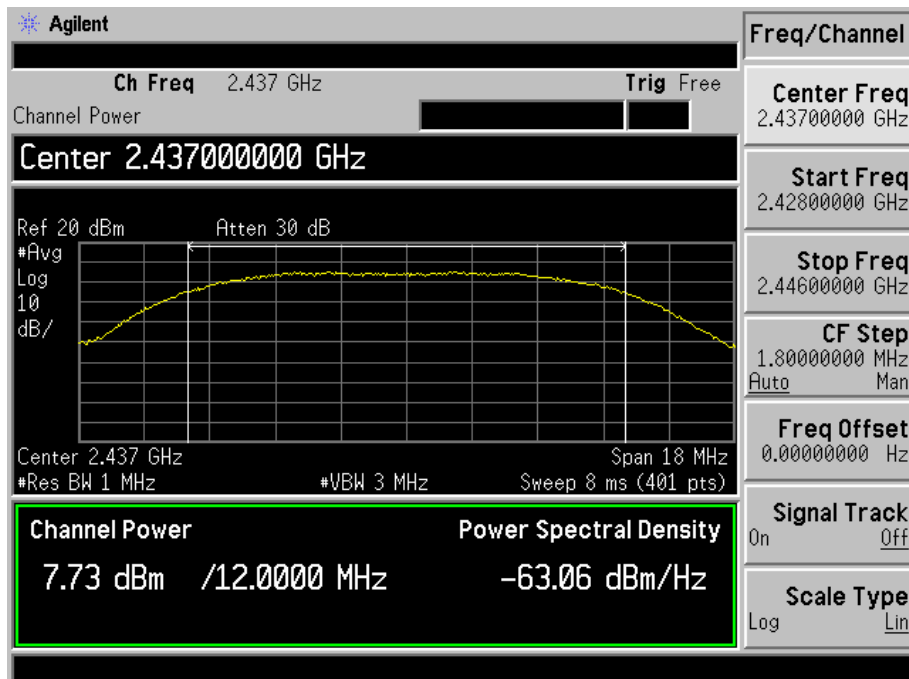 Agilent
Freq/Channel
Ch Freq 2.437 GHz Trig Free
Channel Power
Center 2.437000000 GHz
Ref 20 dBm Atten 30 dB
#Avg
Log
10
dB/
Center 2.437 GHz Span 18 MHz
#Res BW 1 MHz #VBW 3 MHz Sweep 8 ms (401 pts)
Channel Power Power Spectral Density
7.73 dBm /12.0000 MHz -63.06 dBm/Hz
Center Freq
2.43700000 GHz
Start Freq
2.42800000 GHz
Stop Freq
2.44600000 GHz
CF Step
1.80000000 MHz
Auto Man
Freq Offset
0.00000000 Hz
Signal Track
On Off
Scale Type
Log Lin